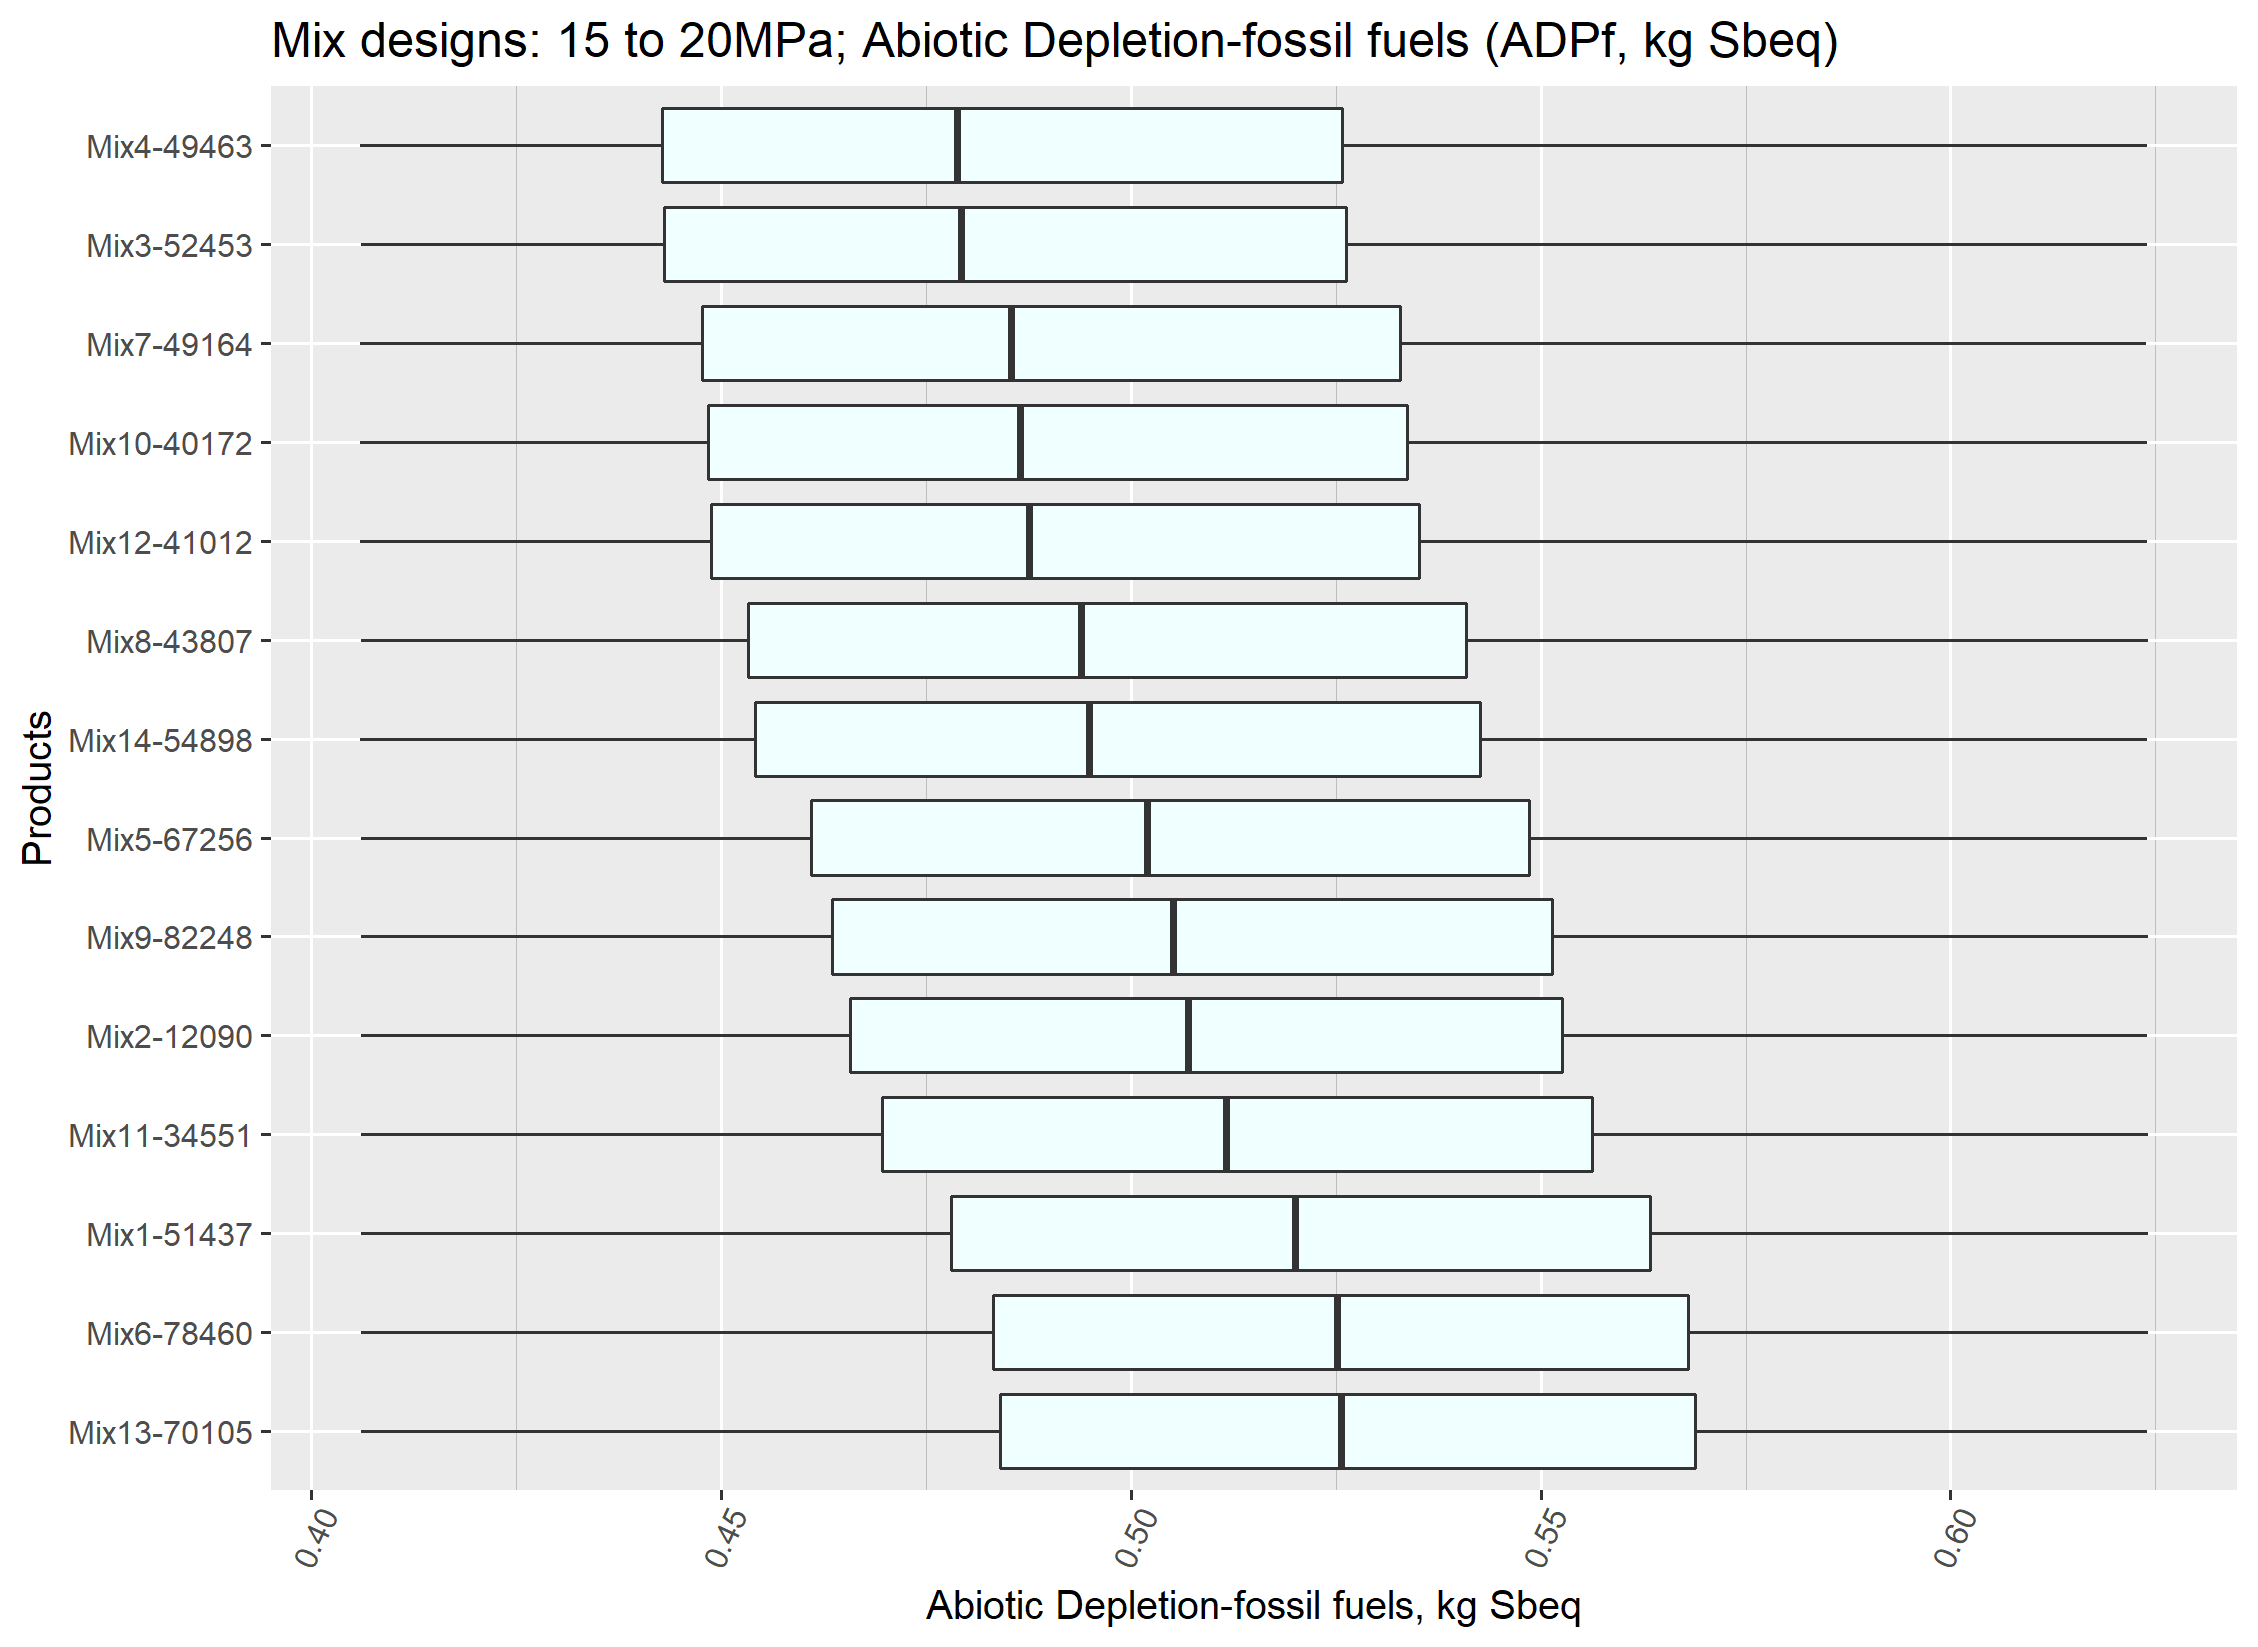 Mix designs: 15 to 20MPa; Abiotic Depletion-fossil fuels (ADPf, kg Sbeq)
Products
Mix4-49463
Mix3-52453
Mix7-49164
Mix10-40172
Mix12-41012
Mix8-43807
Mix14-54898
Mix5-67256
Mix9-82248
Mix2-12090
Mix11-34551
Mix1-51437
Mix6-78460
Mix13-70105
0.40
0.45
0.50
0.55
0.60
Abiotic Depletion-fossil fuels, kg Sbeq